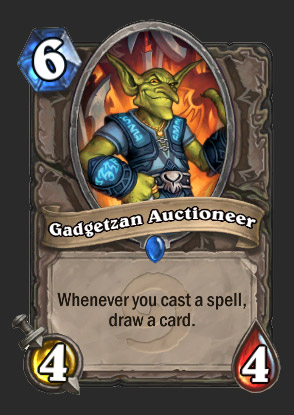 6
Gadgetzan Auctioneer
Whenever you cast a spell,
draw a card.
4
4